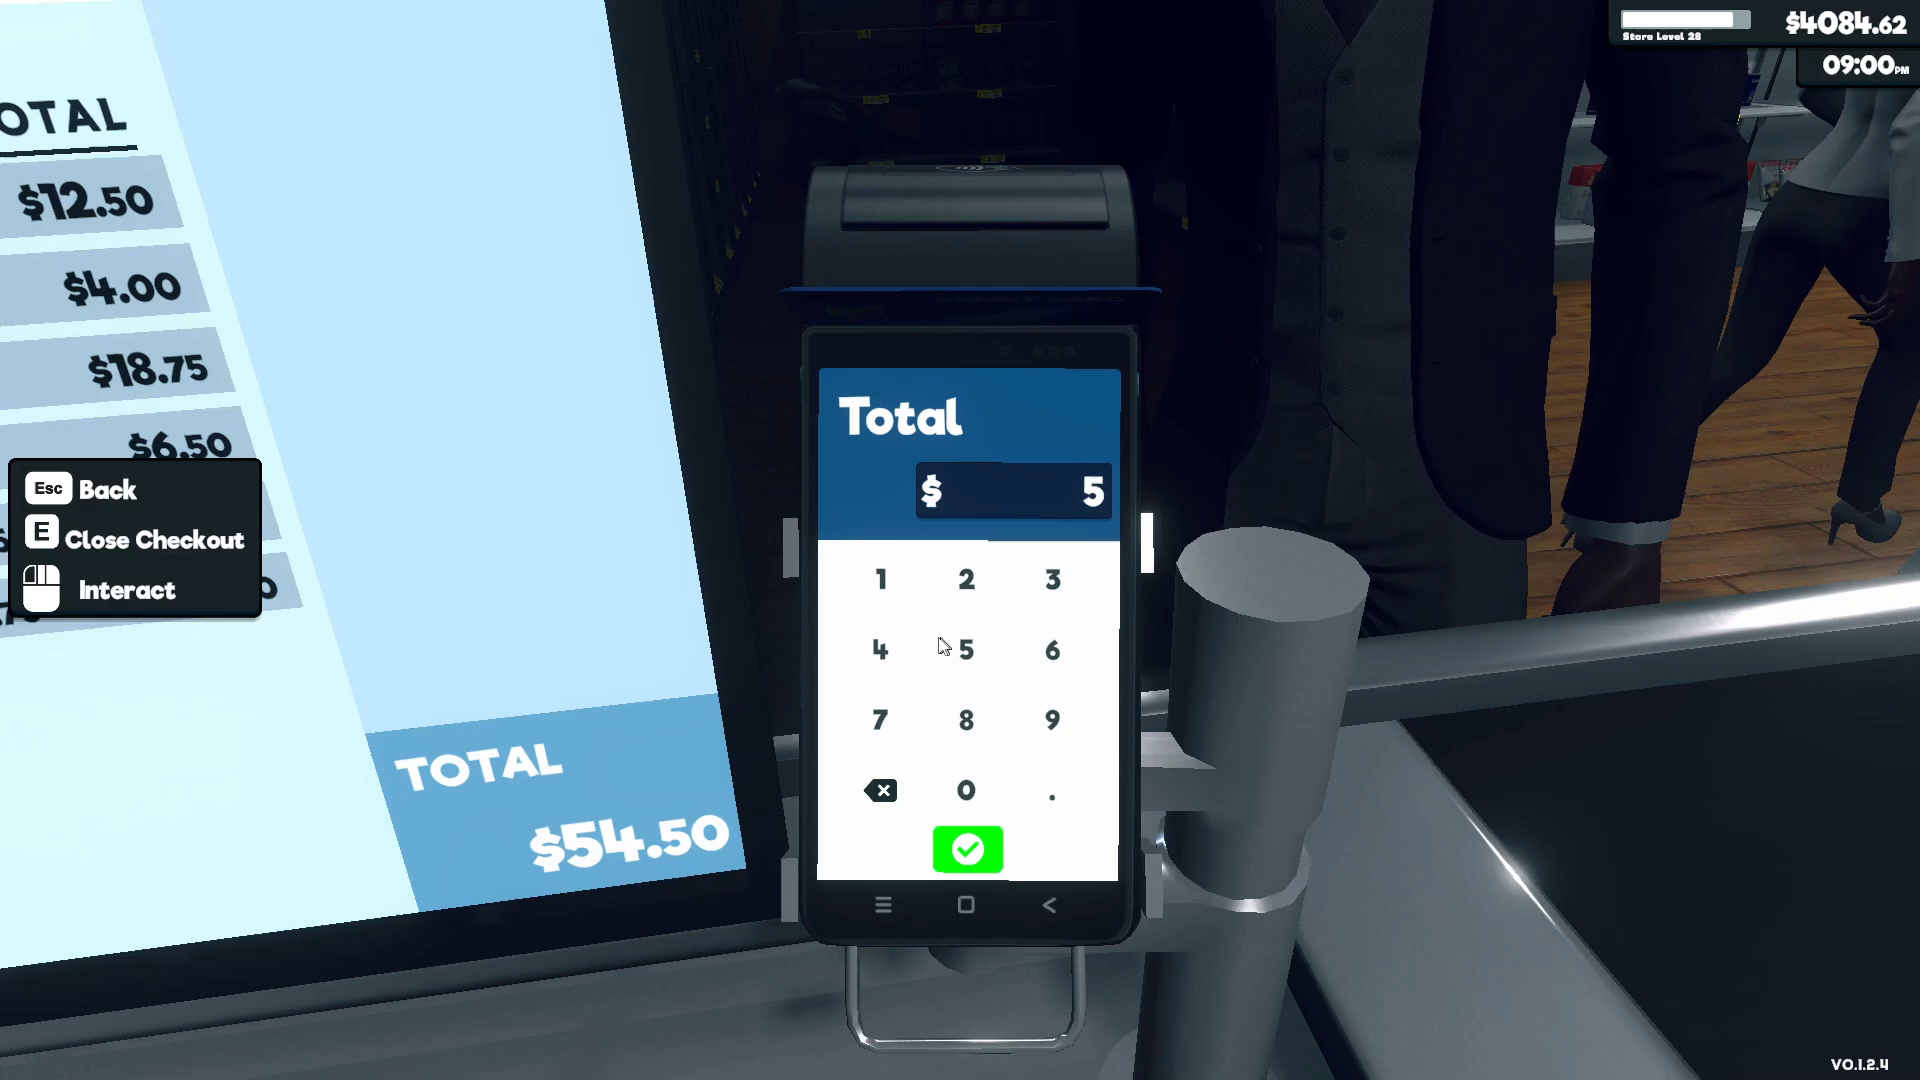 $4084.62
Store Level 28
09:00PM
OTAL
$12.50
$4.00
$18.75
$6.50
Esc Back
E Close Checkout
Interact
TOTAL
$54.50
Total
$ 5
1 2 3
4 5 6
7 8 9
0 .
V0.1.2.4